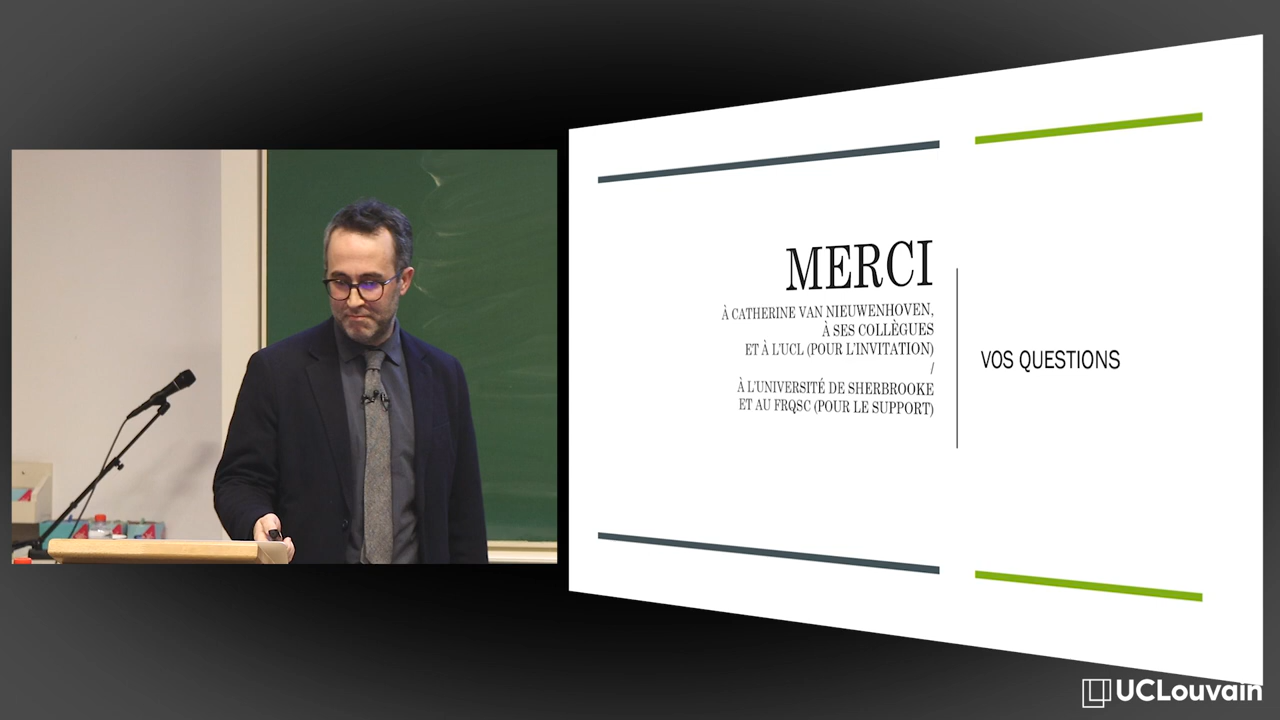 MERCI
À CATHERINE VAN NIEUWENHOVEN,
À SES COLLÈGUES
ET À L'UCL (POUR L'INVITATION)
/
À L'UNIVERSITÉ DE SHERBROOKE
ET AU FRQSC (POUR LE SUPPORT)
VOS QUESTIONS
UCLouvain